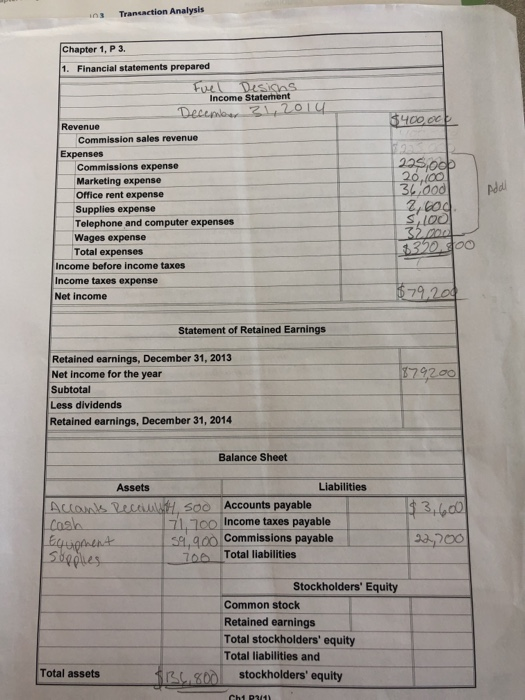 103 Transaction Analysis
Chapter 1, P 3.
1. Financial statements prepared
Fuel Designs
Income Statement
December 31, 2014
Revenue $400,000
Commission sales revenue
Expenses
Commissions expense 225,000
Marketing expense 20,100
Office rent expense 36,000
Add
Supplies expense 2,600
Telephone and computer expenses 5,100
Wages expense 32,000
Total expenses $320,800
Income before income taxes
Income taxes expense
Net income $79,200
Statement of Retained Earnings
Retained earnings, December 31, 2013
Net income for the year $79,200
Subtotal
Less dividends
Retained earnings, December 31, 2014
Balance Sheet
Assets Liabilities
Accounts 500 Accounts payable $3,600
Cash 71,700 Income taxes payable
Equipment 59,900 Commissions payable 22,700
Supplies 700 Total liabilities
Stockholders' Equity
Common stock
Retained earnings
Total stockholders' equity
Total liabilities and
Total assets $136,800 stockholders' equity
Ch1 P3(1)